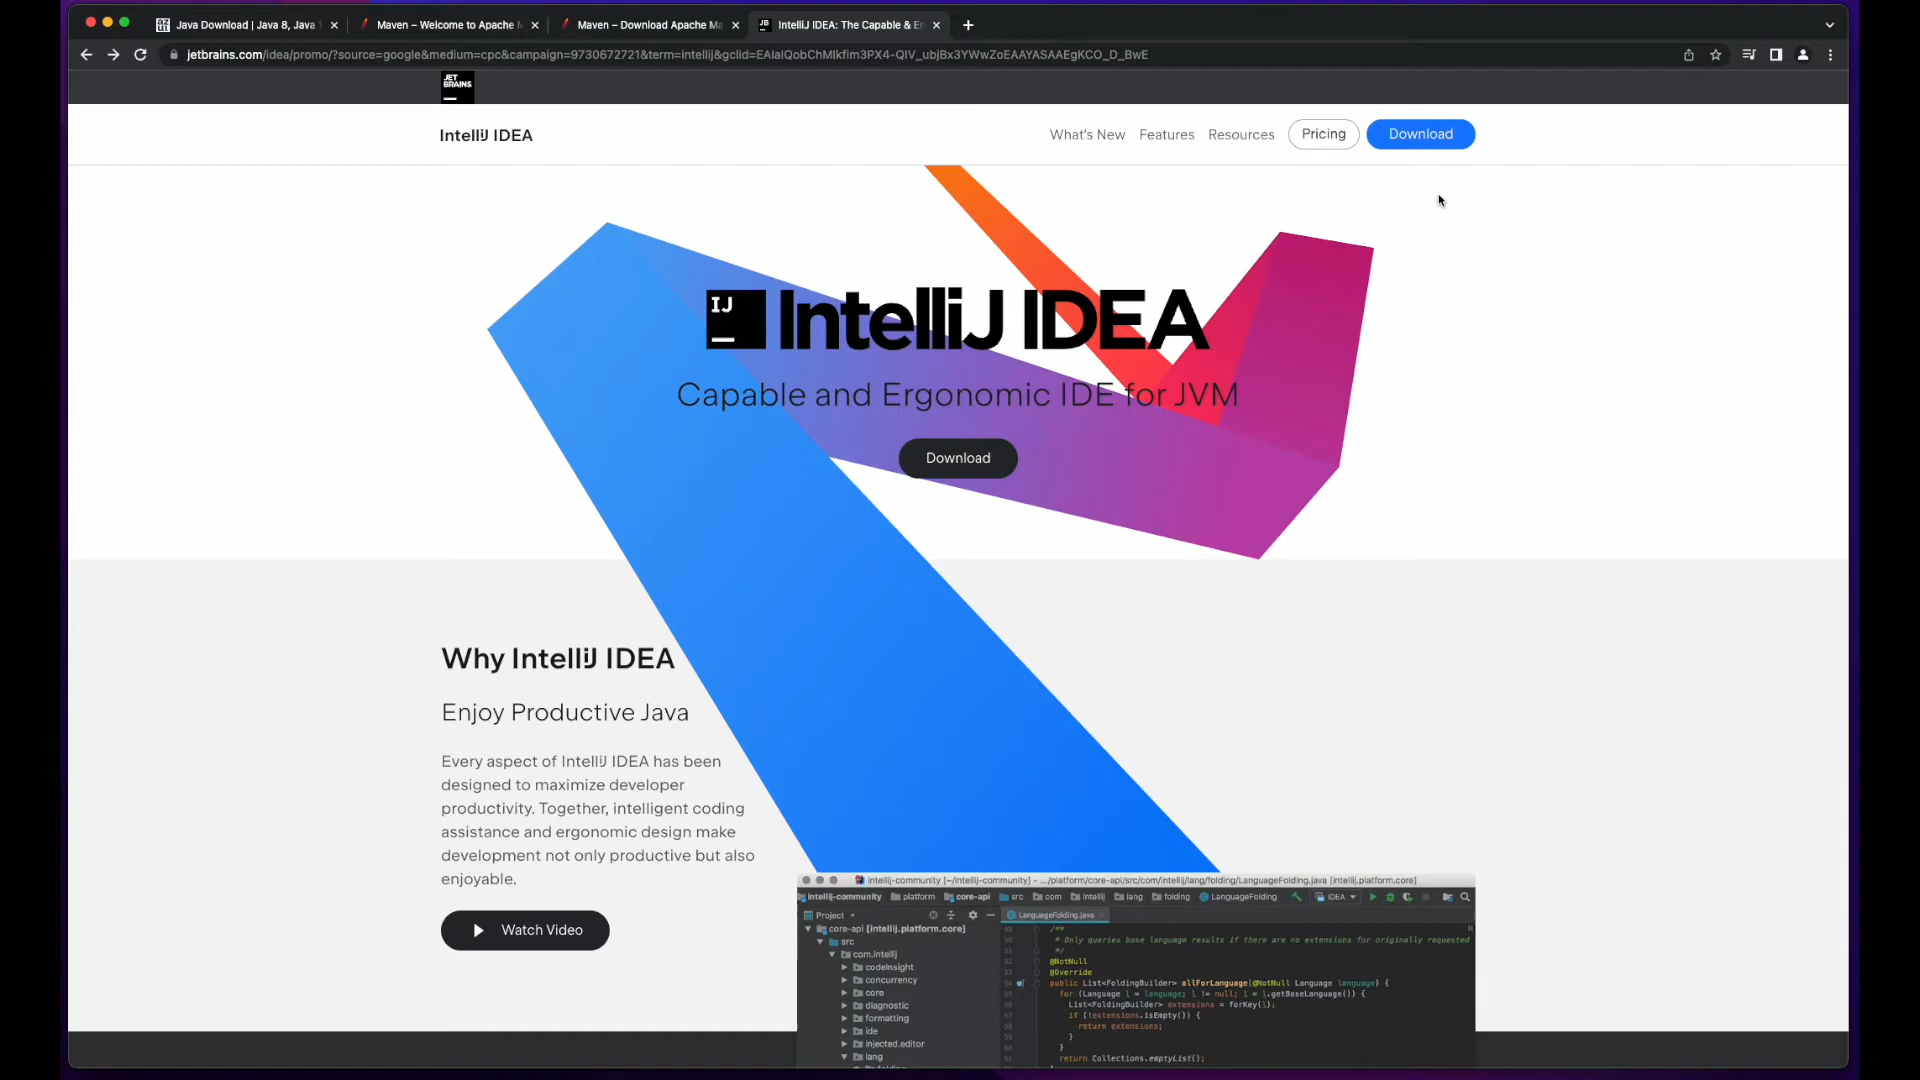 Java Download | Java 8, Java
Maven – Welcome to Apache
Maven – Download Apache Ma
IntelliJ IDEA: The Capable & Er
jetbrains.com/idea/promo/?source=google&medium=cpc&campaign=9730672721&term=intellij&gclid=EAIaIQobChMIkfim3PX4-QIV_ubjBx3YWwZoEAAYASAAEgKCO_D_BwE
JET
BRAINS
IntelliJ IDEA
What's New
Features
Resources
Pricing
Download
IJ
IntelliJ IDEA
Capable and Ergonomic IDE for JVM
Download
Why IntelliJ IDEA
Enjoy Productive Java
Every aspect of IntelliJ IDEA has been
designed to maximize developer
productivity. Together, intelligent coding
assistance and ergonomic design make
development not only productive but also
enjoyable.
Watch Video
intellij-community [~/intellij-community] – .../platform/core-api/src/com/intellij/lang/folding/LanguageFolding.java [intellij.platform.core]
intellij-community platform core-api src com intellij lang folding LanguageFolding IDEA
Project
LanguageFolding.java
core-api [intellij.platform.core]
src
com.intellij
codeInsight
concurrency
core
diagnostic
formatting
ide
injected.editor
lang
/**
* Only queries base language results if there are no extensions for originally requested
*/
@NotNull
@Override
public List<FoldingBuilder> allForLanguage(@NotNull Language language) {
for (Language l = language; l != null; l = l.getBaseLanguage()) {
List<FoldingBuilder> extensions = forKey(l);
if (!extensions.isEmpty()) {
return extensions;
}
}
return Collections.emptyList();